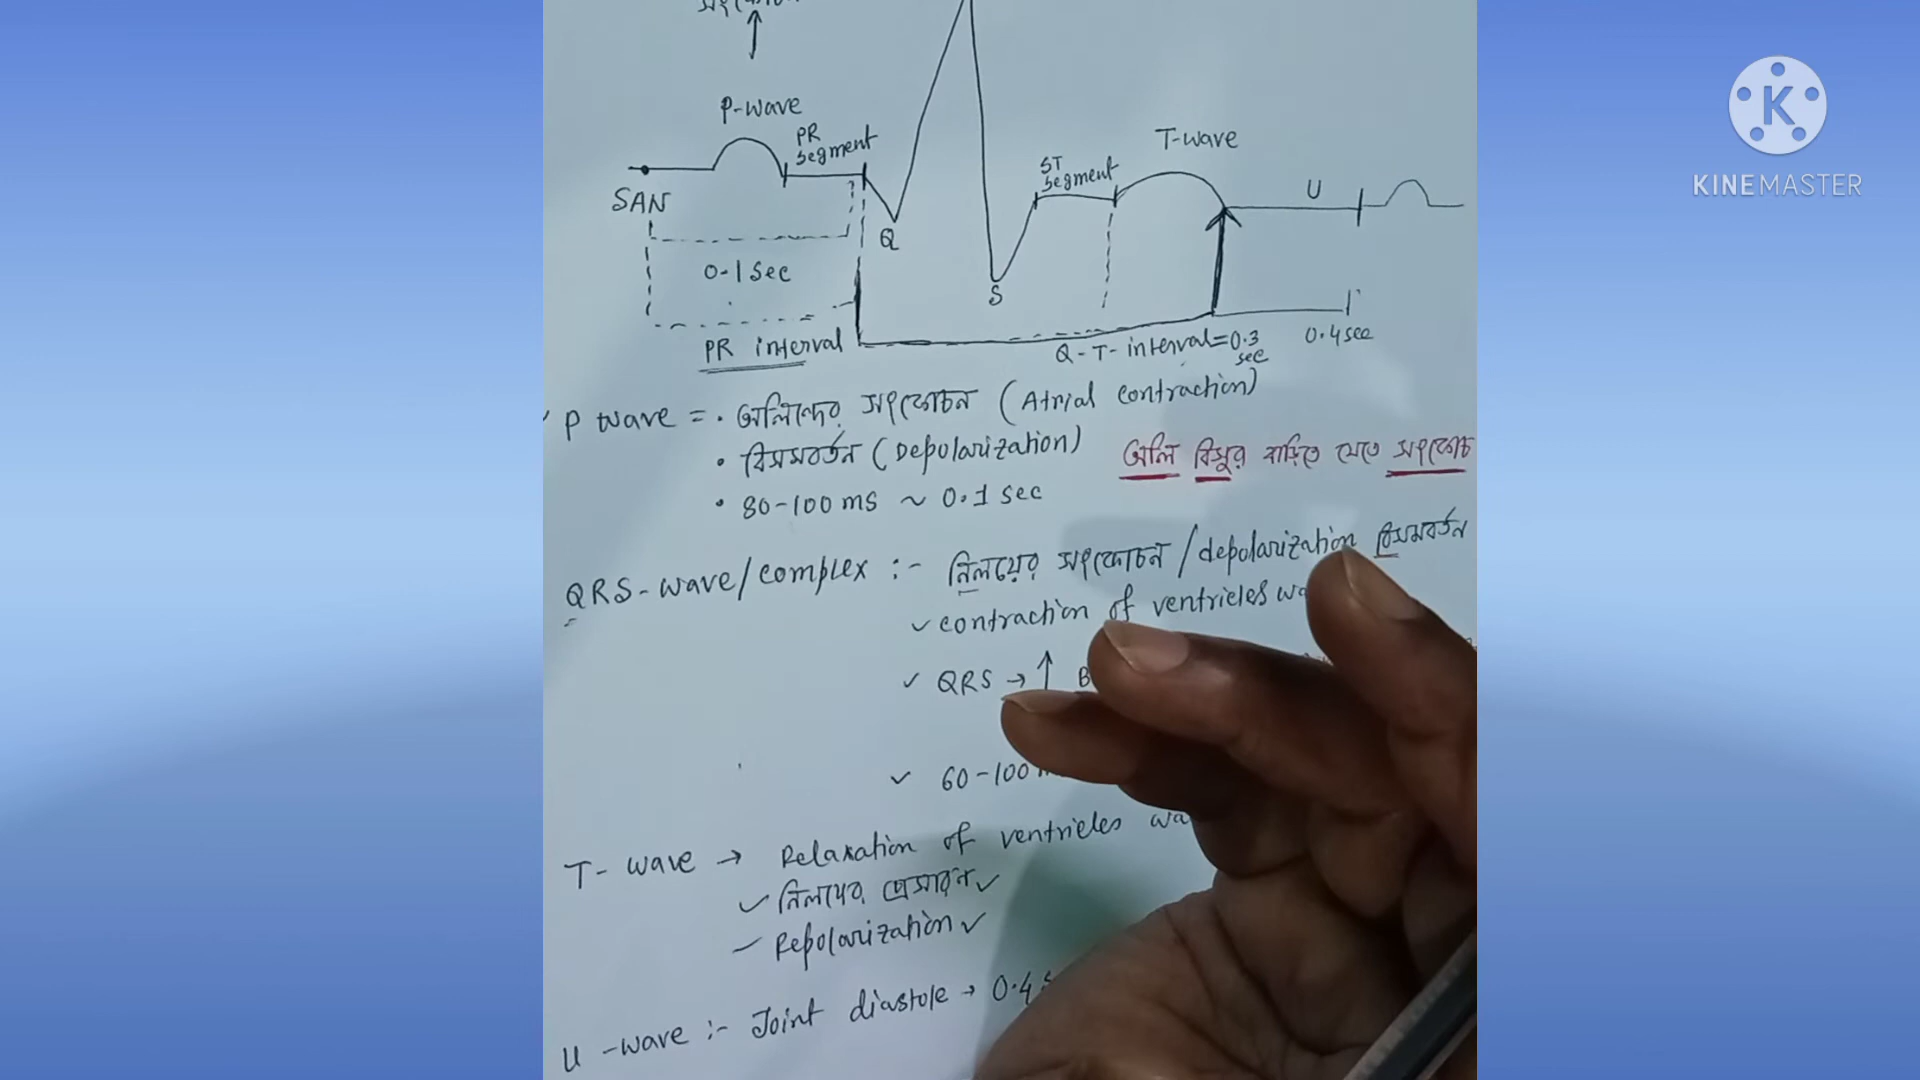 P-wave
PR
segment
SAN
Q
S
ST
segment
T-wave
U
0.1 sec
PR interval
Q-T-interval=0.3
sec
0.4 sec
P wave = • অলিন্দের সংকোচন (Atrial contraction)
• বিসমবর্তন (Depolarization)
অলি বিসুর বাড়িতে যেতে সংকোচ
• 80-100 ms ~ 0.1 sec
QRS-wave/complex :- নিলয়ের সংকোচন / depolarization বিসমবর্তন
✓ contraction of ventricles
✓ QRS → ↑
✓ 60-100
T-wave → Relaxation of ventricles
✓ নিলয়ের প্রসারন ✓
– Repolarization ✓
U-wave :- Joint diastole → 0.4
K
KINEMASTER